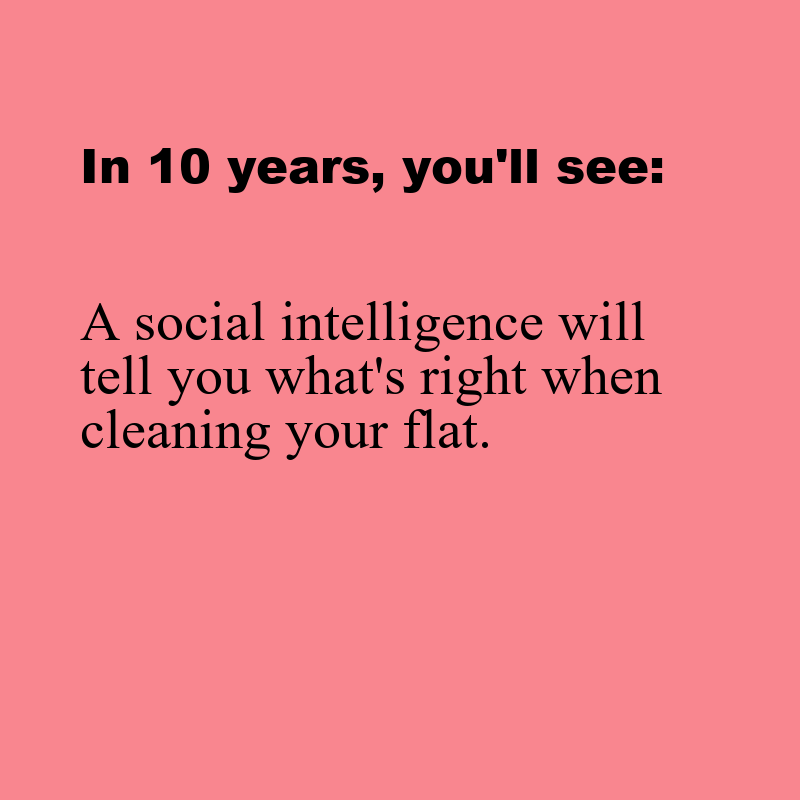 In 10 years, you'll see:
A social intelligence will
tell you what's right when
cleaning your flat.